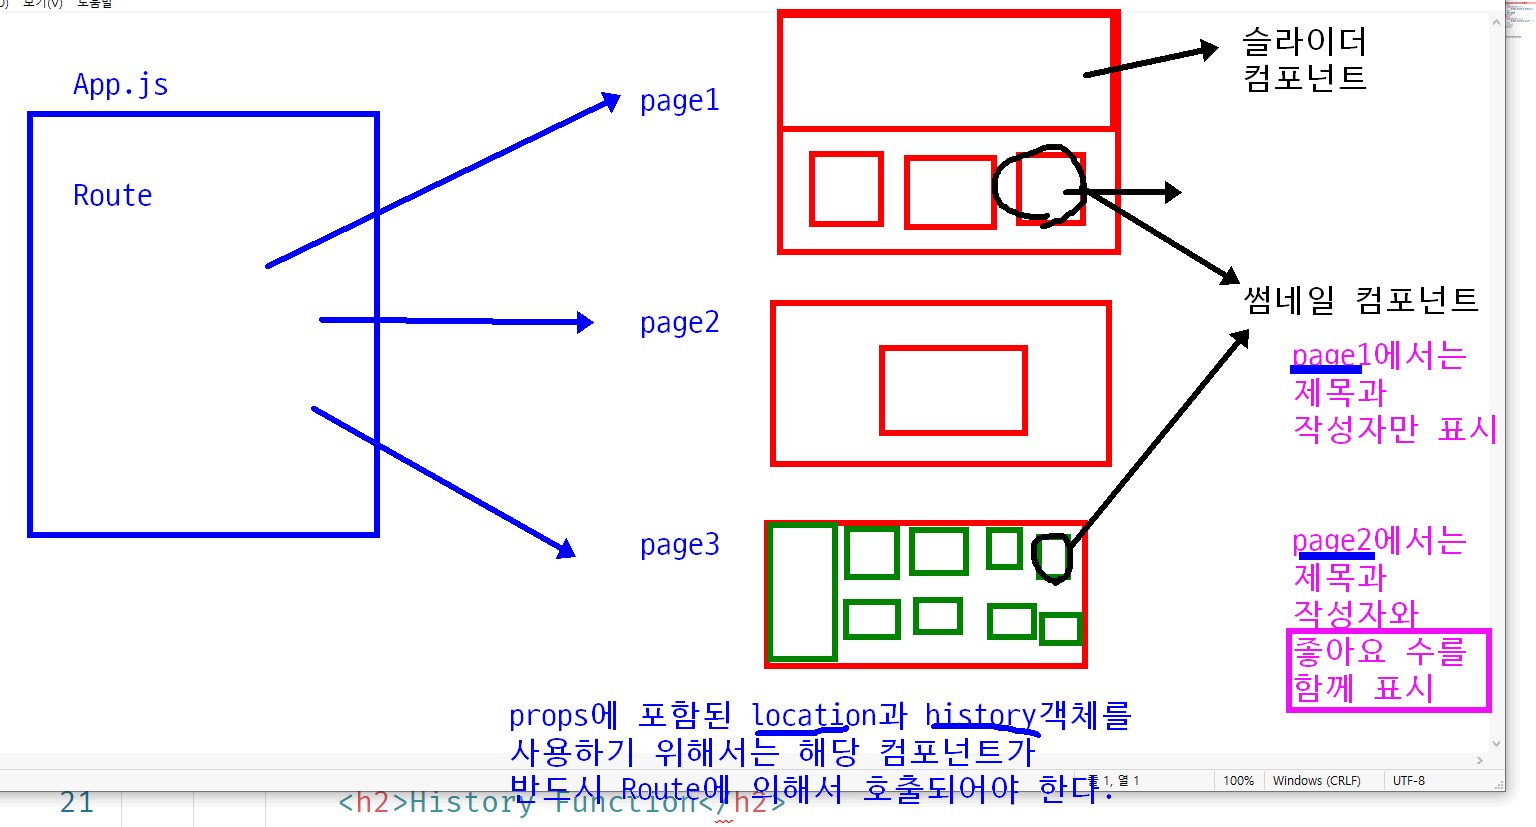 보기(V) 도움말
App.js
Route
page1
page2
page3
슬라이더
컴포넌트
썸네일 컴포넌트
page1에서는
제목과
작성자만 표시
page2에서는
제목과
작성자와
좋아요 수를
함께 표시
props에 포함된 location과 history객체를
사용하기 위해서는 해당 컴포넌트가
반드시 Route에 의해서 호출되어야 한다.
줄 1, 열 1 100% Windows (CRLF) UTF-8
21 <h2>History Function</h2>